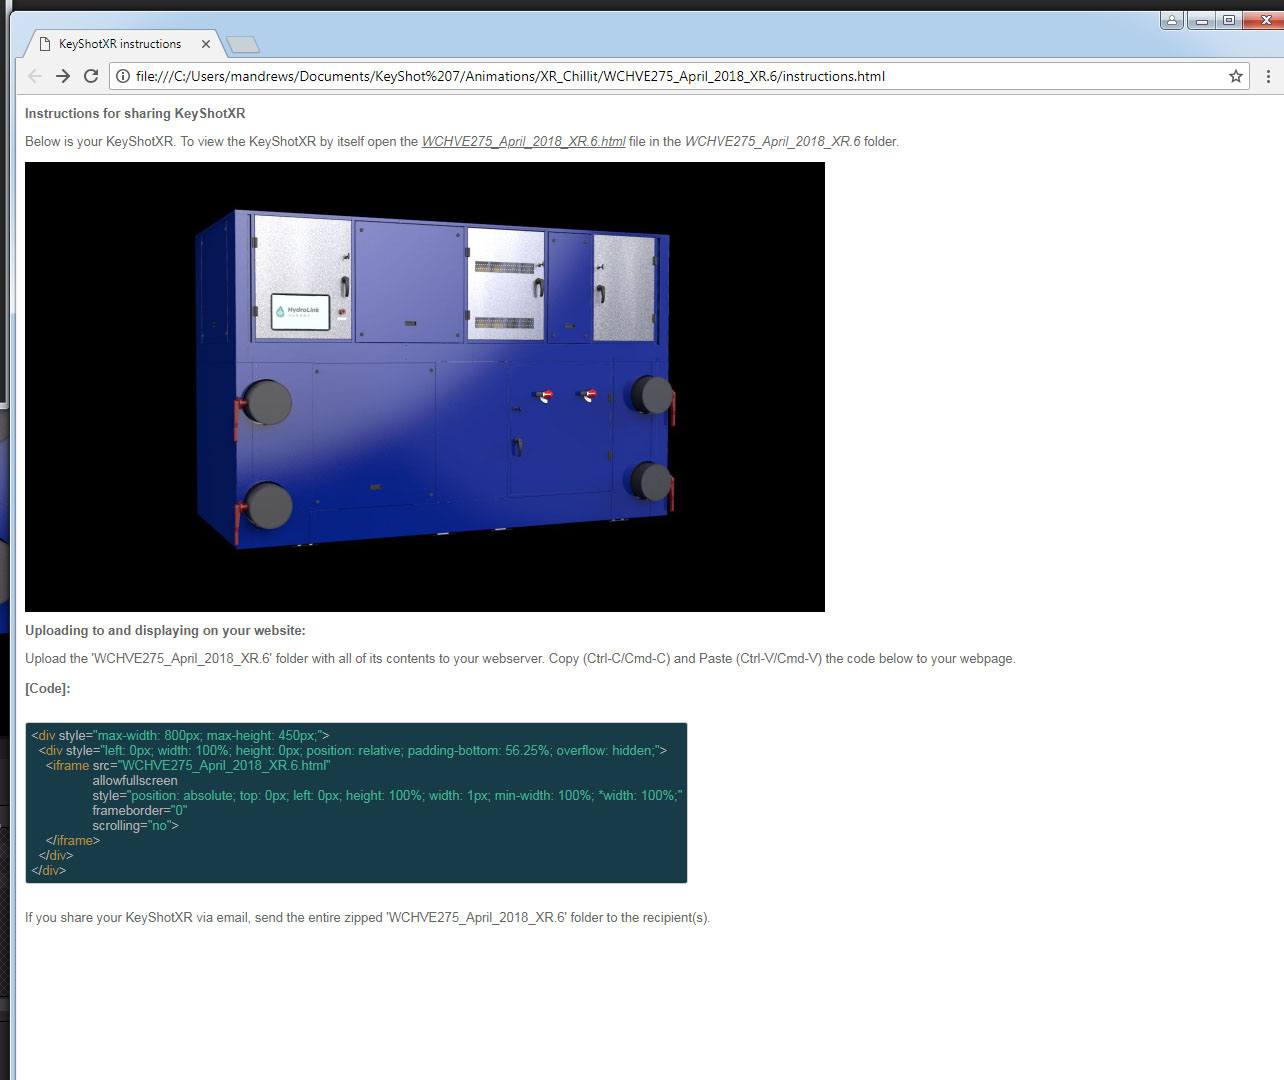 KeyShotXR instructions
file:///C:/Users/mandrews/Documents/KeyShot%207/Animations/XR_Chillit/WCHVE275_April_2018_XR.6/instructions.html
Instructions for sharing KeyShotXR
Below is your KeyShotXR. To view the KeyShotXR by itself open the WCHVE275_April_2018_XR.6.html file in the WCHVE275_April_2018_XR.6 folder.
HydroLink
Uploading to and displaying on your website:
Upload the 'WCHVE275_April_2018_XR.6' folder with all of its contents to your webserver. Copy (Ctrl-C/Cmd-C) and Paste (Ctrl-V/Cmd-V) the code below to your webpage.
[Code]:
<div style="max-width: 800px; max-height: 450px;">
<div style="left: 0px; width: 100%; height: 0px; position: relative; padding-bottom: 56.25%; overflow: hidden;">
<iframe src="WCHVE275_April_2018_XR.6.html"
allowfullscreen
style="position: absolute; top: 0px; left: 0px; height: 100%; width: 1px; min-width: 100%; *width: 100%;"
frameborder="0"
scrolling="no">
</iframe>
</div>
</div>
If you share your KeyShotXR via email, send the entire zipped 'WCHVE275_April_2018_XR.6' folder to the recipient(s).